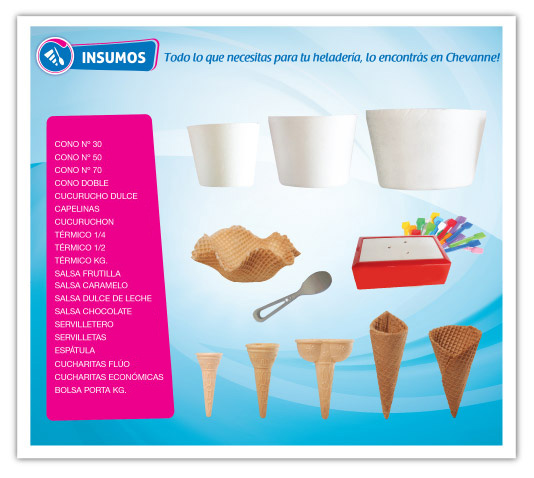 INSUMOS
Todo lo que necesitas para tu heladería, lo encontrás en Chevanne!
CONO Nº 30
CONO Nº 50
CONO Nº 70
CONO DOBLE
CUCURUCHO DULCE
CAPELINAS
CUCURUCHON
TÉRMICO 1/4
TÉRMICO 1/2
TÉRMICO KG.
SALSA FRUTILLA
SALSA CARAMELO
SALSA DULCE DE LECHE
SALSA CHOCOLATE
SERVILLETERO
SERVILLETAS
ESPÁTULA
CUCHARITAS FLÚO
CUCHARITAS ECONÓMICAS
BOLSA PORTA KG.